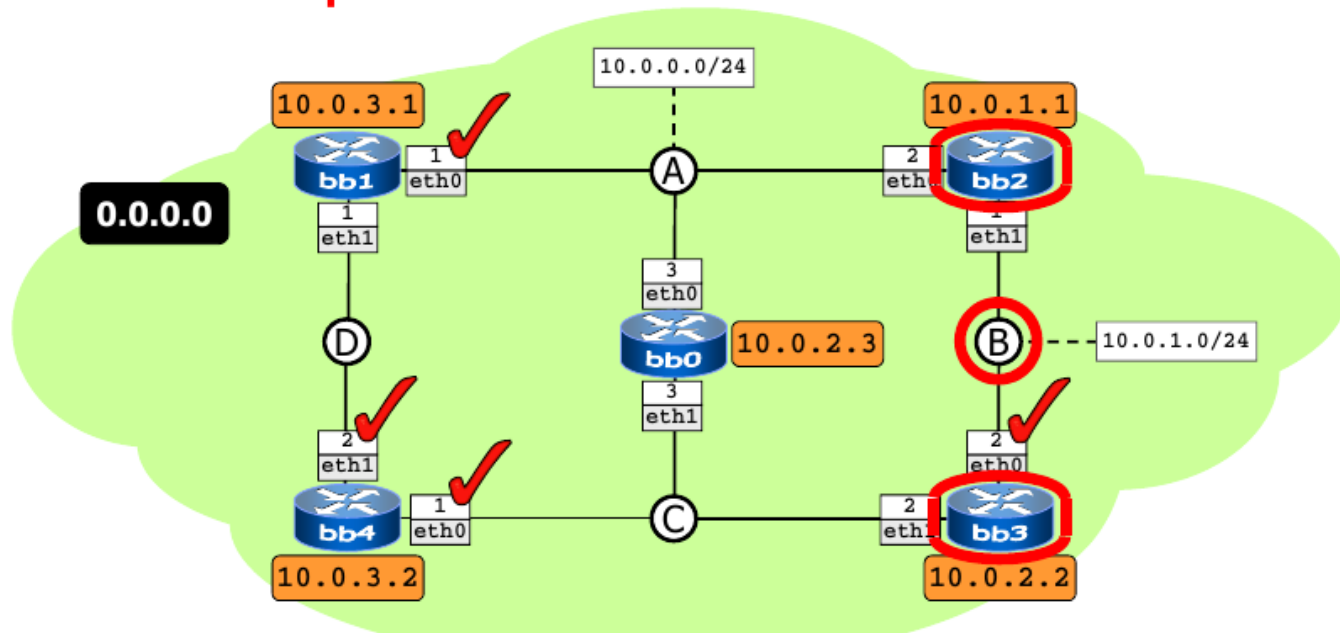 10.0.0.0/24
10.0.3.1
10.0.1.1
1
eth0
A
2
bb1
bb2
0.0.0.0
1
eth1
1
eth1
3
eth0
D
bb0
10.0.2.3
B
10.0.1.0/24
3
eth1
2
eth1
2
eth0
bb4
1
eth0
C
2
bb3
10.0.3.2
10.0.2.2